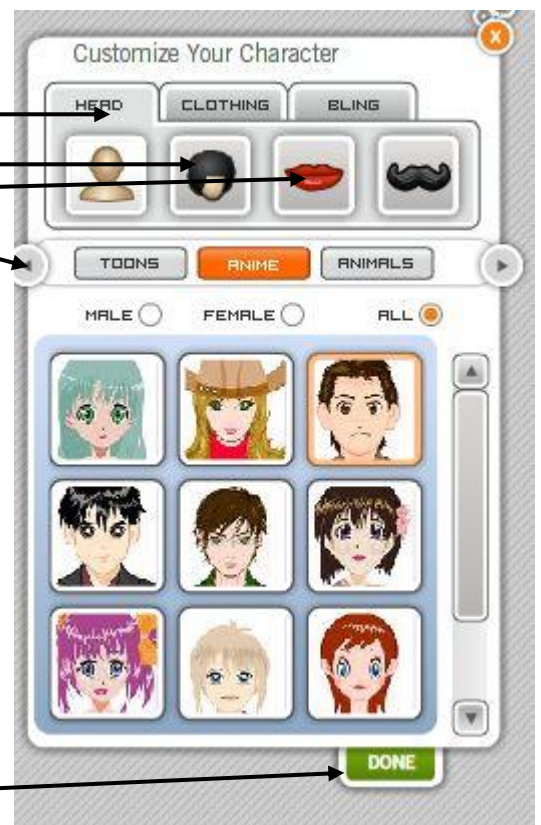 Customize Your Character
HEAD CLOTHING BLING
TOONS ANIME ANIMALS
MALE FEMALE ALL
DONE